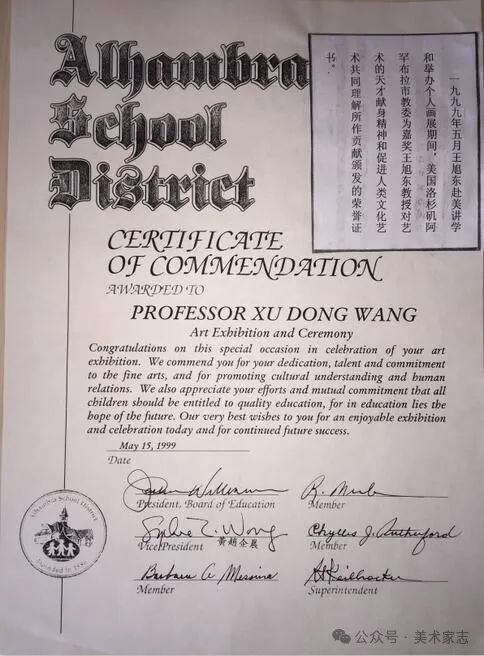 Alhambra
School
District
一九九九年五月王旭东赴美讲学
和举办个人画展期间，美国洛杉矶阿
罕布拉市教委为嘉奖王旭东教授对艺
术的天才献身精神和促进人类文化艺
术共同理解所作贡献颁发的荣誉证
书。
CERTIFICATE
OF COMMENDATION
AWARDED TO
PROFESSOR XU DONG WANG
Art Exhibition and Ceremony
Congratulations on this special occasion in celebration of your art
exhibition. We commend you for your dedication, talent and commitment
to the fine arts, and for promoting cultural understanding and human
relations. We also appreciate your efforts and mutual commitment that all
children should be entitled to quality education, for in education lies the
hope of the future. Our very best wishes to you for an enjoyable exhibition
and celebration today and for continued future success.
May 15, 1999
Date
President, Board of Education
Member
Vice President
Phyllis J. Rutherford
Member
Barbara A. Messina
Member
Superintendent
Alhambra School District
Founded in
公众号 · 美术家志